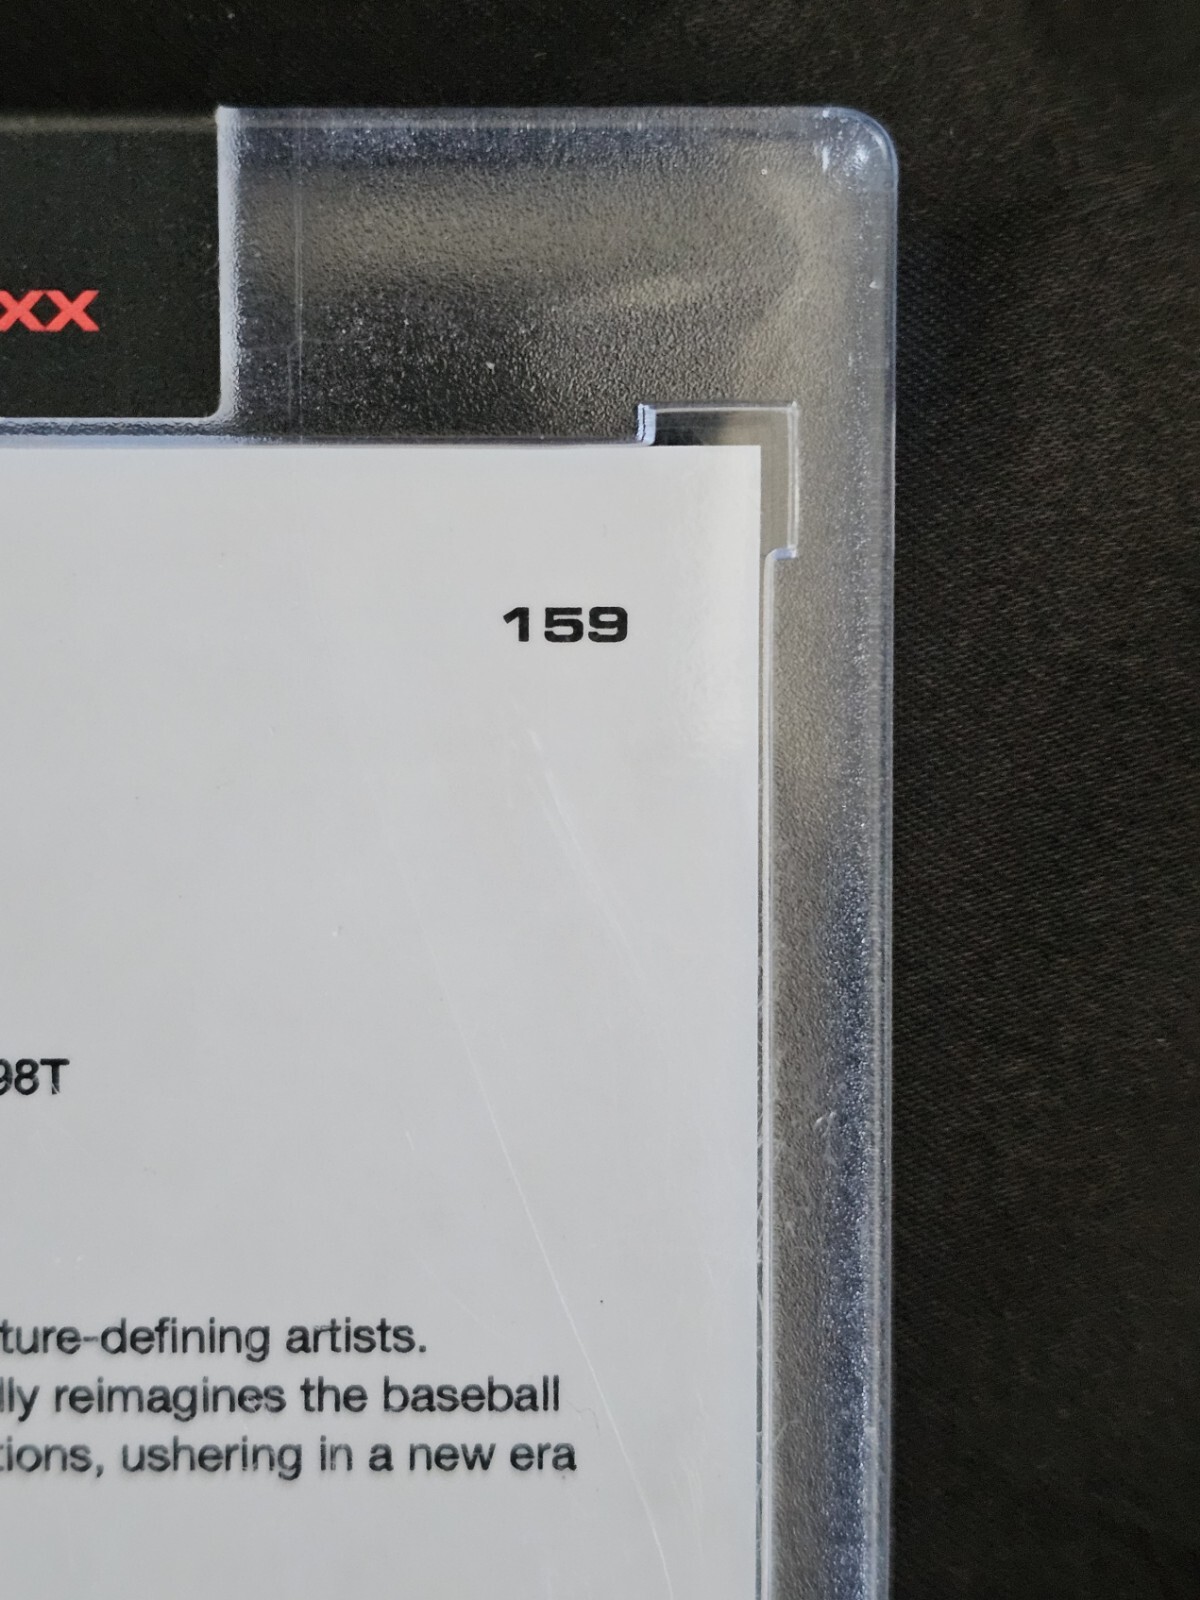 XX
159
98T
ture-defining artists.
lly reimagines the baseball
tions, ushering in a new era